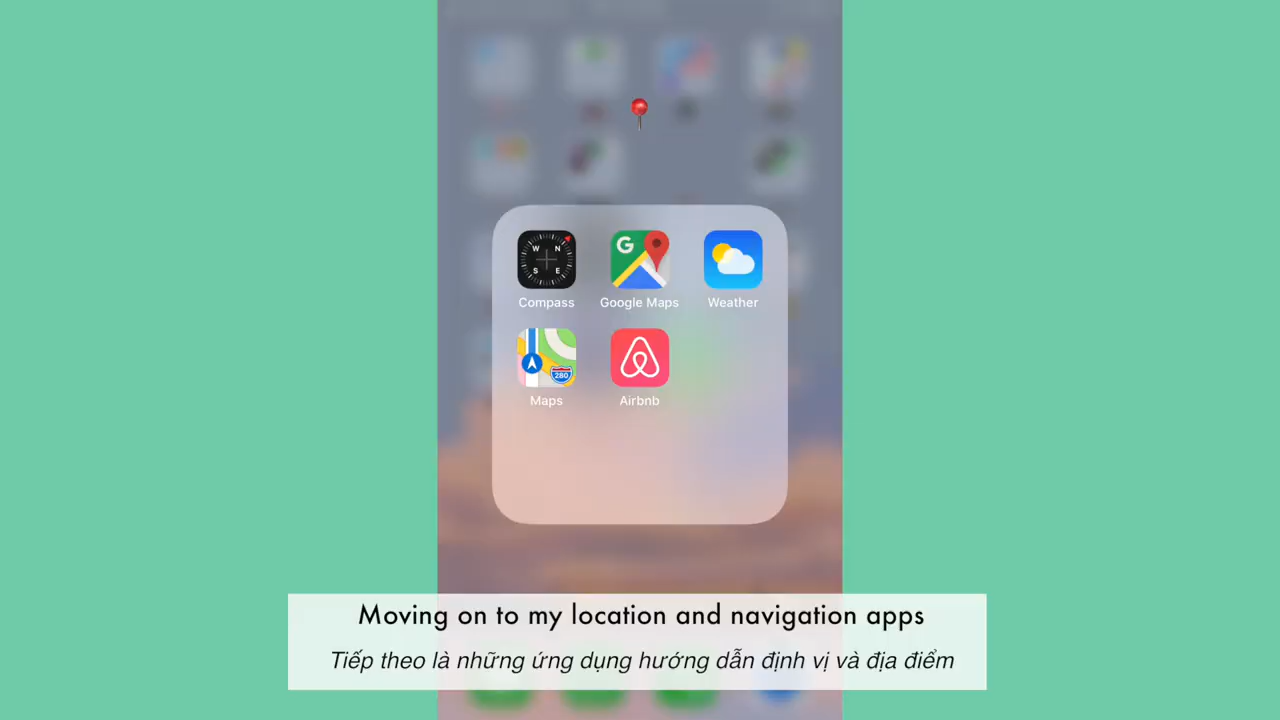 W N
S E
G
280
Compass Google Maps Weather
Maps Airbnb
Moving on to my location and navigation apps
Tiếp theo là những ứng dụng hướng dẫn định vị và địa điểm